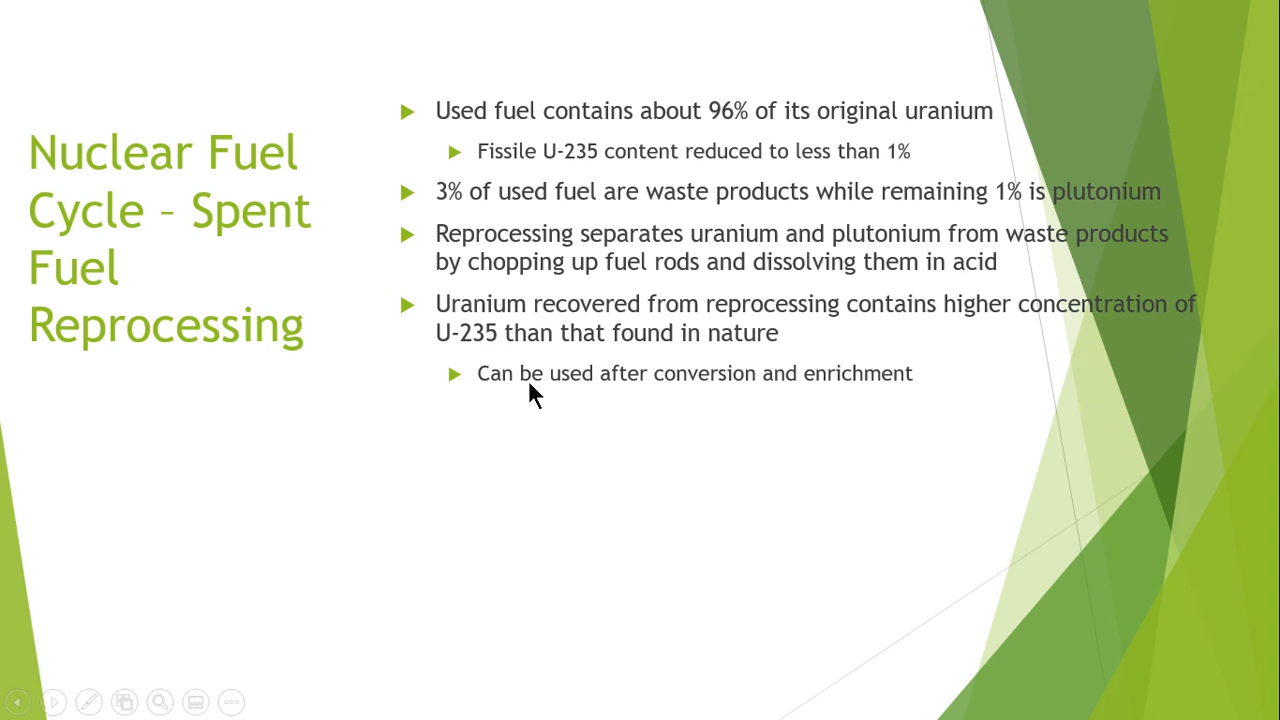 Nuclear Fuel
Cycle – Spent
Fuel
Reprocessing
Used fuel contains about 96% of its original uranium
Fissile U-235 content reduced to less than 1%
3% of used fuel are waste products while remaining 1% is plutonium
Reprocessing separates uranium and plutonium from waste products
by chopping up fuel rods and dissolving them in acid
Uranium recovered from reprocessing contains higher concentration of
U-235 than that found in nature
Can be used after conversion and enrichment